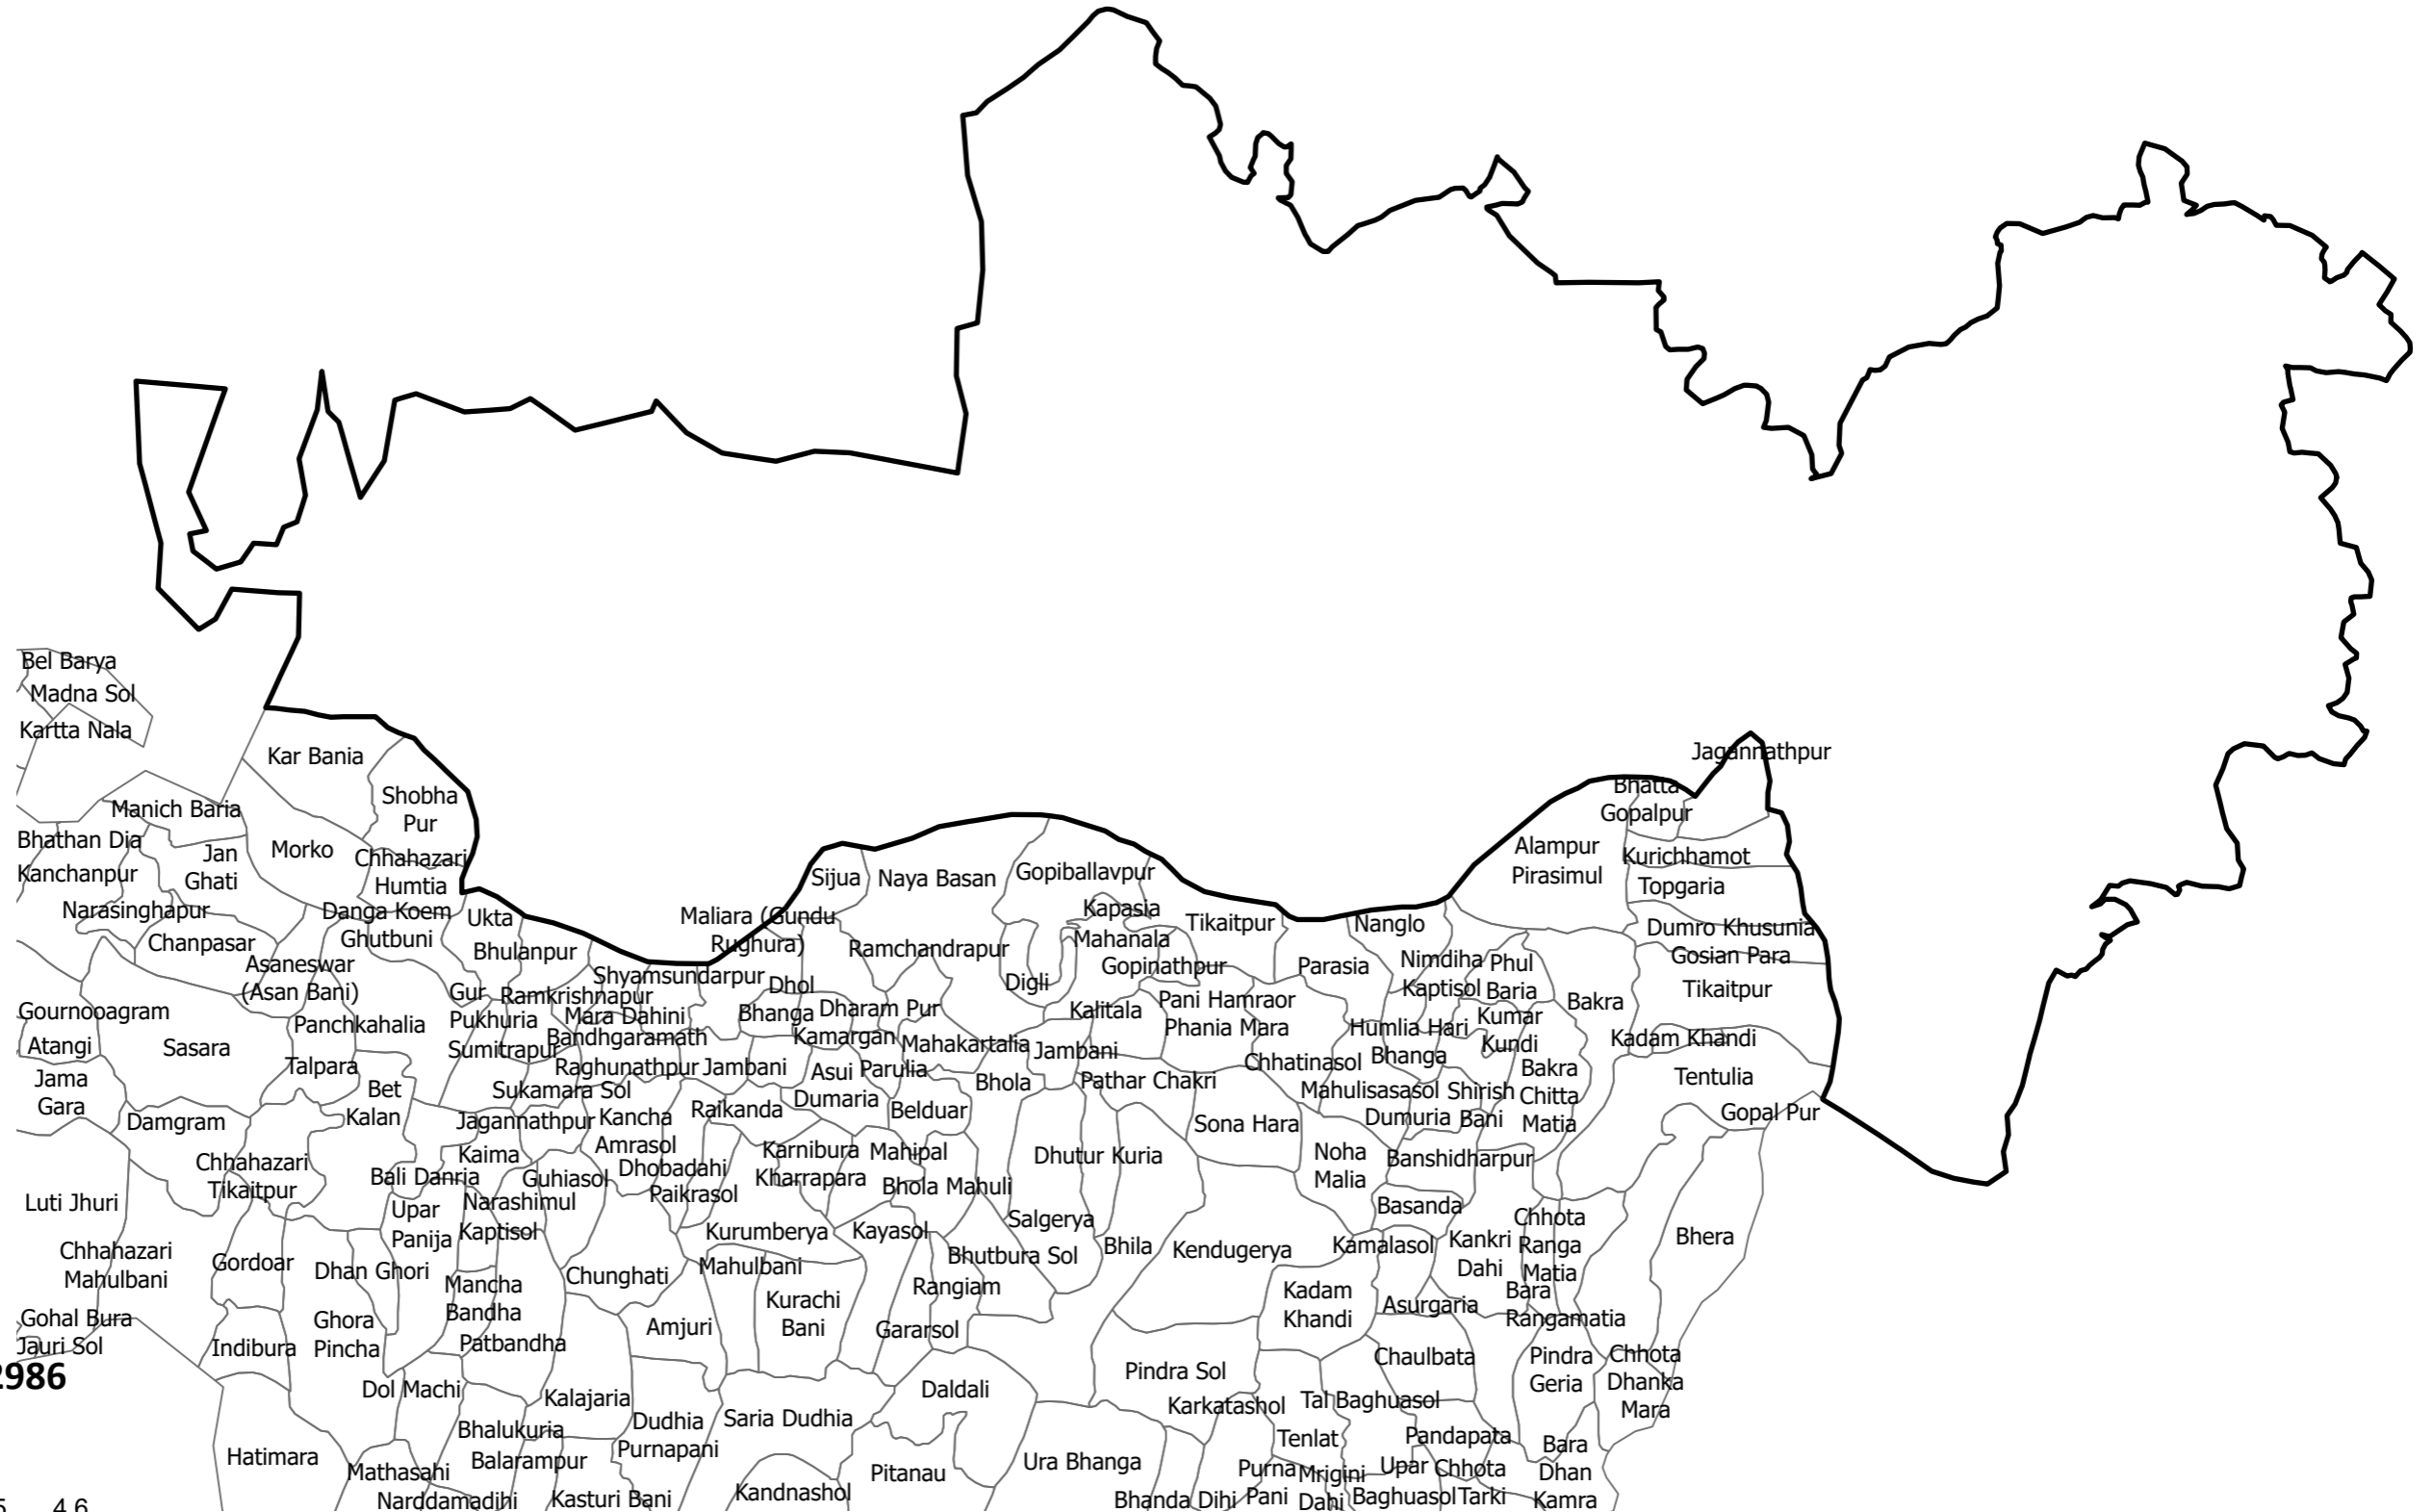 Bel Barya
Madna Sol
Kartta Nala
Jagannathpur
Kar Bania
Bhatta
Gopalpur
Shobha
Pur
Manich Baria
Bhathan Dia
Jan
Ghati
Morko
Chhahazari
Humtia
Alampur
Pirasimul
Kurichhamot
Kanchanpur
Sijua
Naya Basan
Gopiballavpur
Topgaria
Narasinghapur
Danga Koem
Ghutbuni
Ukta
Maliara (Gundu
Rughura)
Kapasia
Tikaitpur
Nanglo
Dumro Khusunia
Chanpasar
Bhulanpur
Ramchandrapur
Mahanala
Gopinathpur
Parasia
Nimdiha
Kaptisol
Phul
Baria
Gosian Para
Asaneswar
(Asan Bani)
Shyamsundarpur
Dhol
Bhanga
Digli
Tikaitpur
Gur
Pukhuria
Ramkrishnapur
Mara Dahini
Dharam Pur
Kalitala
Pani Hamraor
Phania Mara
Bakra
Gournooagram
Panchkahalia
Humlia
Bhanga
Hari
Kumar
Kundi
Atangi
Sasara
Sumitrapur
Bandhgaramath
Kamargan
Mahakartalia
Jambani
Kadam Khandi
Talpara
Raghunathpur
Jambani
Asui
Dumaria
Parulia
Chhatinasol
Bakra
Chitta
Matia
Jama
Gara
Bet
Kalan
Sukamara Sol
Bhola
Pathar Chakri
Mahulisasasol
Shirish
Bani
Tentulia
Damgram
Jagannathpur
Kancha
Amrasol
Raikanda
Belduar
Sona Hara
Dumuria
Gopal Pur
Chhahazari
Tikaitpur
Kaima
Karnibura
Kharrapara
Mahipal
Dhutur Kuria
Noha
Malia
Banshidharpur
Bali Danria
Guhiasol
Dhobadahi
Paikrasol
Bhola Mahuli
Luti Jhuri
Narashimul
Upar
Panija
Kaptisol
Kurumberya
Kayasol
Salgerya
Basanda
Chhota
Ranga
Matia
Bhera
Chhahazari
Mahulbani
Gordoar
Dhan Ghori
Chunghati
Mahulbani
Bhutbura Sol
Bhila
Kendugerya
Kamalasol
Kankri
Dahi
Mancha
Bandha
Rangiam
Kadam
Khandi
Asurgaria
Bara
Rangamatia
Gohal Bura
Jauri Sol
Indibura
Ghora
Pincha
Patbandha
Amjuri
Kurachi
Bani
Gararsol
2986
Dol Machi
Kalajaria
Daldali
Pindra Sol
Chaulbata
Pindra
Geria
Chhota
Dhanka
Mara
Karkatashol
Tal Baghuasol
Bhalukuria
Dudhia
Purnapani
Saria Dudhia
Tenlat
Pandapata
Hatimara
Mathasahi
Balarampur
Pitanau
Ura Bhanga
Purna
Pani
Mrigini
Dahi
Upar
Baghuasol
Chhota
Tarki
Bara
Dhan
Kamra
Narddamadihi
Kasturi Bani
Kandnashol
Bhanda Dihi
5 4.6